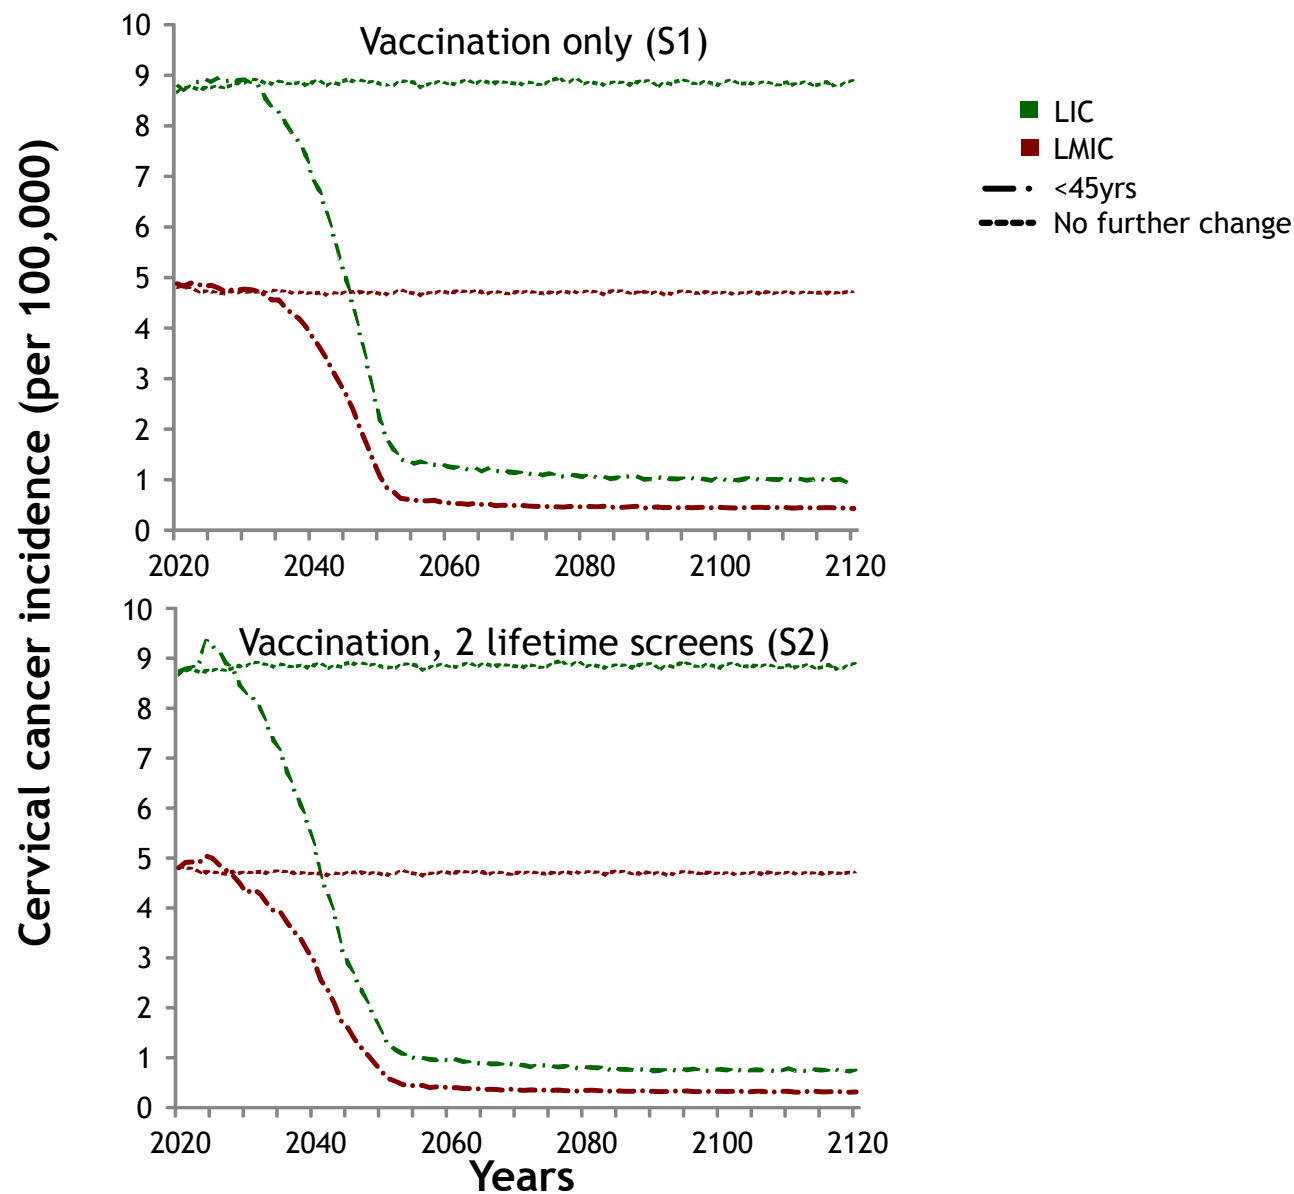 Cervical cancer incidence (per 100,000)
Vaccination only (S1)
10
9
8
7
6
5
4
3
2
1
0
2020 2040 2060 2080 2100 2120
LIC
LMIC
<45yrs
No further change
Vaccination, 2 lifetime screens (S2)
10
9
8
7
6
5
4
3
2
1
0
2020 2040 2060 2080 2100 2120
Years